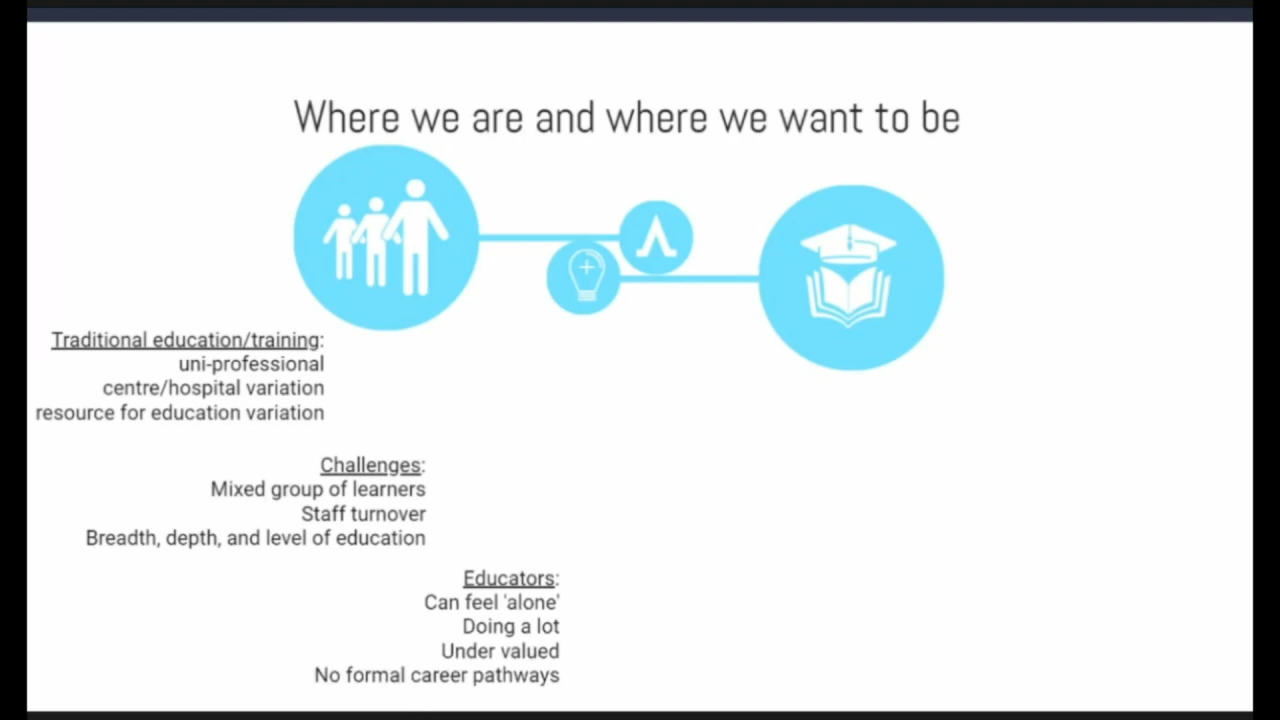 Where we are and where we want to be
Traditional education/training:
uni-professional
centre/hospital variation
resource for education variation
Challenges:
Mixed group of learners
Staff turnover
Breadth, depth, and level of education
Educators:
Can feel 'alone'
Doing a lot
Under valued
No formal career pathways